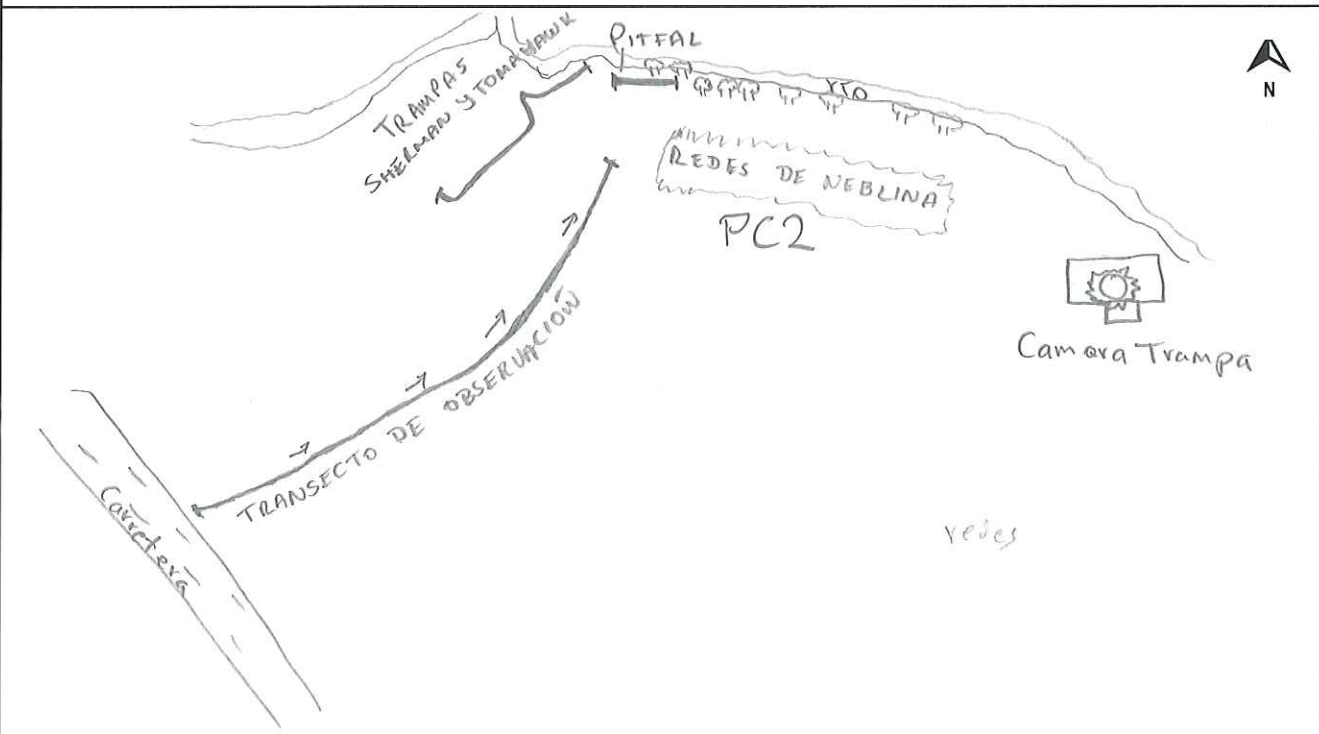 PITFAL
TRAMPAS
SHERMAN Y TOMAHAWK
RIO
N
REDES DE NEBLINA
PC2
Camara Trampa
TRANSECTO DE OBSERVACIÓN
Carretera
redes